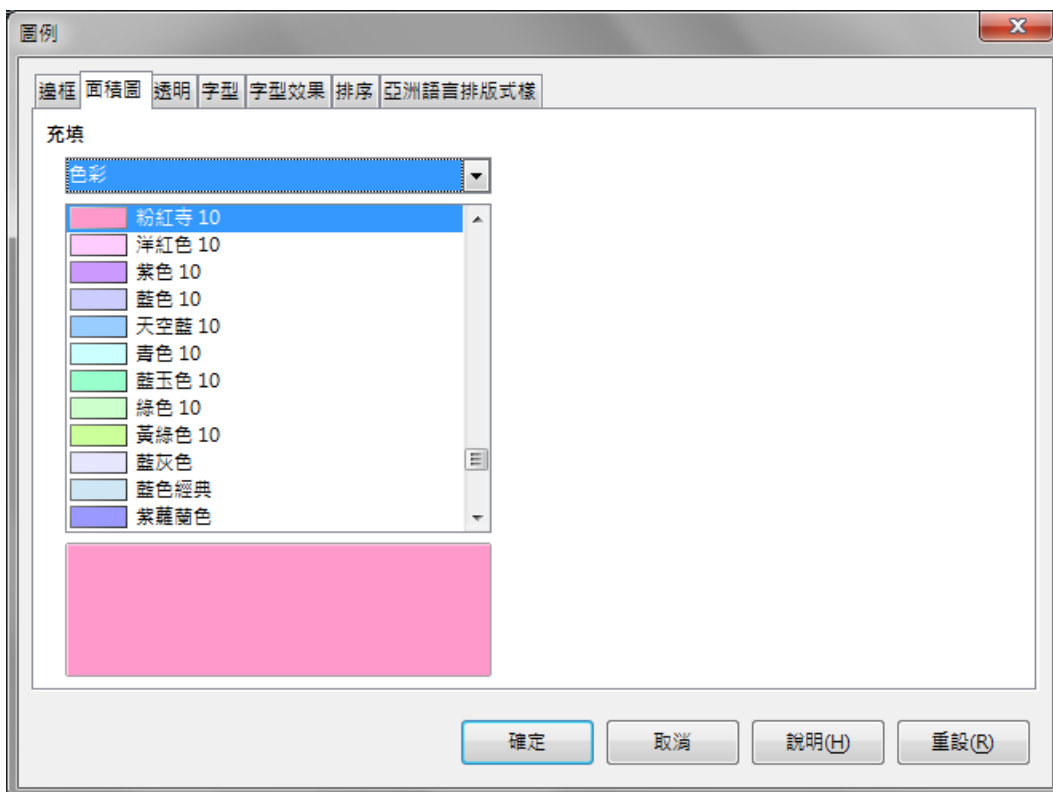 圖例
邊框 面積圖 透明 字型 字型效果 排序 亞洲語言排版式樣
充填
色彩
粉紅寺 10
洋紅色 10
紫色 10
藍色 10
天空藍 10
青色 10
藍玉色 10
綠色 10
黃綠色 10
藍灰色
藍色經典
紫蘿蘭色
確定 取消 說明(H) 重設(R)